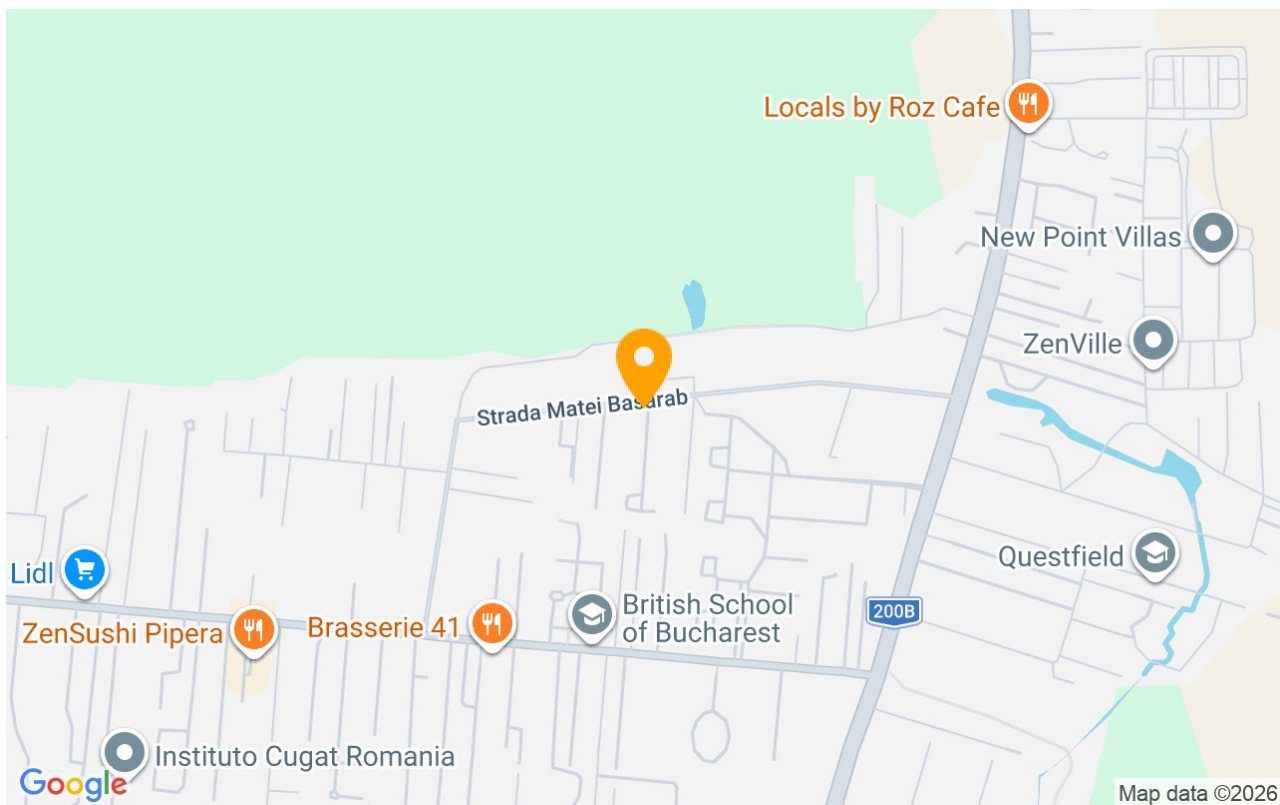 Locals by Roz Cafe
New Point Villas
ZenVille
Strada Matei Basarab
Questfield
Lidl
British School
of Bucharest
200B
Brasserie 41
ZenSushi Pipera
Instituto Cugat Romania
Google
Map data ©2026